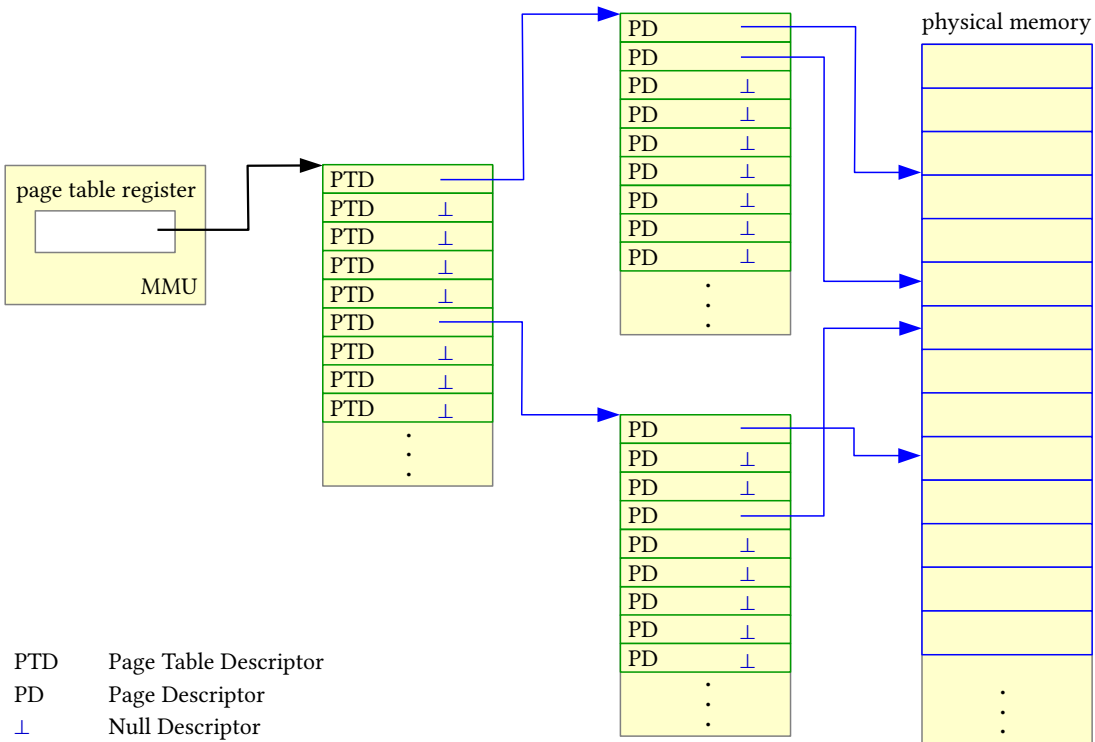 physical memory
page table register
MMU
PTD
PTD ⊥
PTD ⊥
PTD ⊥
PTD ⊥
PTD
PTD ⊥
PTD ⊥
PTD ⊥
PD
PD
PD ⊥
PD ⊥
PD ⊥
PD ⊥
PD ⊥
PD ⊥
PD ⊥
PD
PD ⊥
PD ⊥
PD
PD ⊥
PD ⊥
PD ⊥
PD ⊥
PD ⊥
PTD Page Table Descriptor
PD Page Descriptor
⊥ Null Descriptor